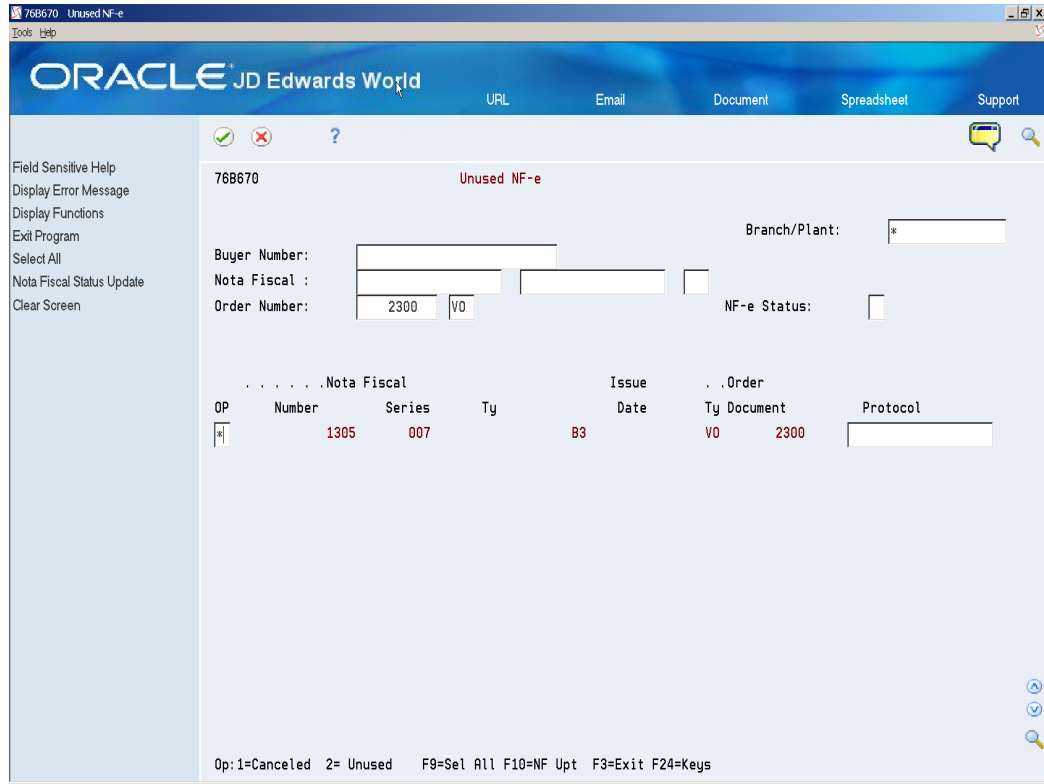 76B670 Unused NF-e
Tools Help
ORACLE JD Edwards World
URL Email Document Spreadsheet Support
?
Field Sensitive Help
Display Error Message
Display Functions
Exit Program
Select All
Nota Fiscal Status Update
Clear Screen
76B670 Unused NF-e
Branch/Plant: *
Buyer Number:
Nota Fiscal :
Order Number: 2300 VO NF-e Status:
. . . . . .Nota Fiscal Issue . .Order
OP Number Series Ty Date Ty Document Protocol
* 1305 007 B3 VO 2300
Op:1=Canceled 2= Unused F9=Sel All F10=NF Upt F3=Exit F24=Keys